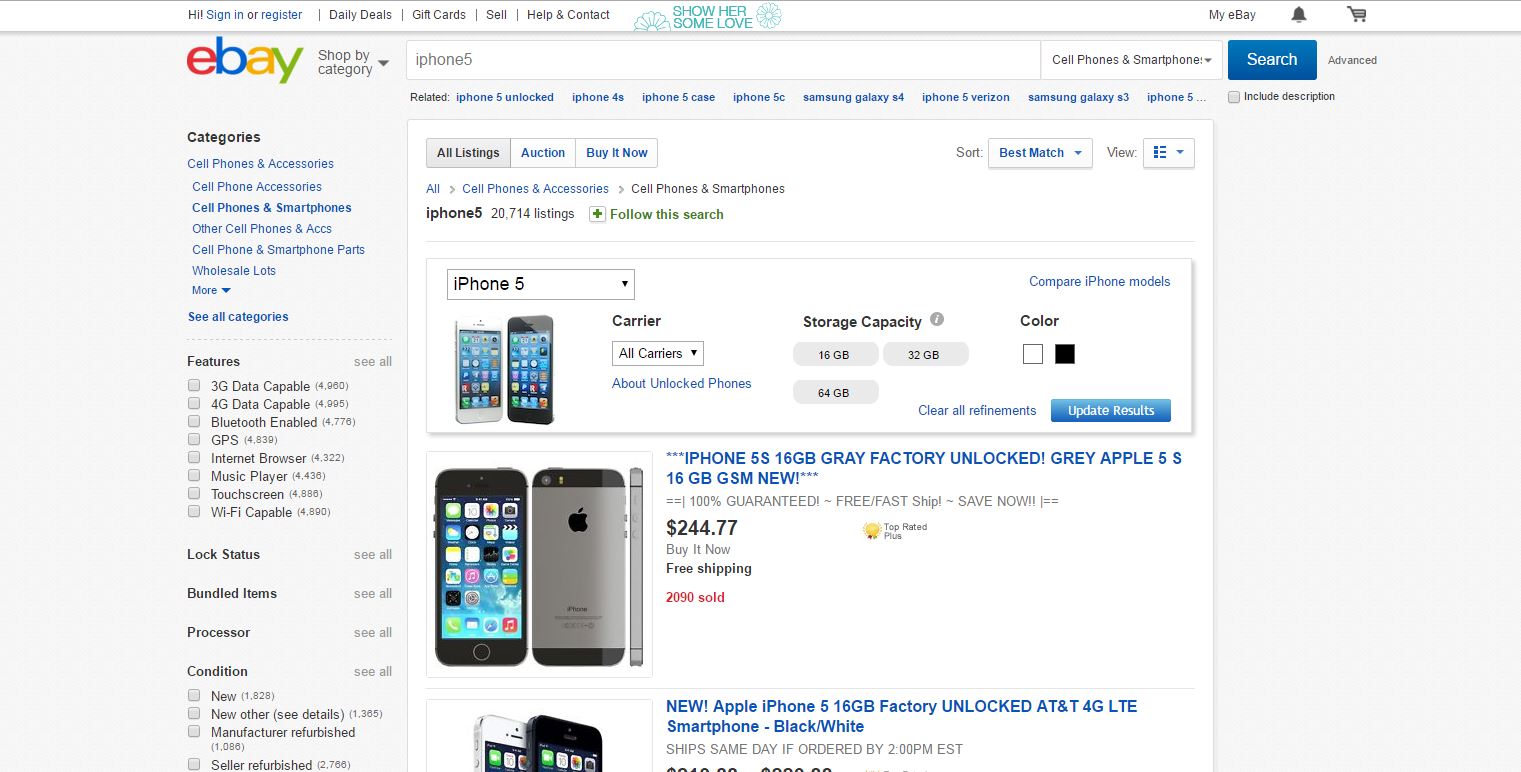 Hi! Sign in or register
Daily Deals
Gift Cards
Sell
Help & Contact
SHOW HER
SOME LOVE
My eBay
ebay
Shop by
category
iphone5
Cell Phones & Smartphones
Search
Advanced
Related: iphone 5 unlocked iphone 4s iphone 5 case iphone 5c samsung galaxy s4 iphone 5 verizon samsung galaxy s3 iphone 5 ...
Include description
Categories
Cell Phones & Accessories
Cell Phone Accessories
Cell Phones & Smartphones
Other Cell Phones & Accs
Cell Phone & Smartphone Parts
Wholesale Lots
More
See all categories
Features see all
3G Data Capable (4,960)
4G Data Capable (4,995)
Bluetooth Enabled (4,776)
GPS (4,839)
Internet Browser (4,322)
Music Player (4,436)
Touchscreen (4,886)
Wi-Fi Capable (4,890)
Lock Status see all
Bundled Items see all
Processor see all
Condition see all
New (1,828)
New other (see details) (1,365)
Manufacturer refurbished
(1,086)
Seller refurbished (2,766)
All Listings
Auction
Buy It Now
Sort: Best Match
View:
All > Cell Phones & Accessories > Cell Phones & Smartphones
iphone5 20,714 listings
Follow this search
iPhone 5
Compare iPhone models
Carrier
All Carriers
About Unlocked Phones
Storage Capacity
16 GB
32 GB
64 GB
Color
Clear all refinements
Update Results
***IPHONE 5S 16GB GRAY FACTORY UNLOCKED! GREY APPLE 5 S
16 GB GSM NEW!***
==| 100% GUARANTEED! ~ FREE/FAST Ship! ~ SAVE NOW!! |==
$244.77
Top Rated
Plus
Buy It Now
Free shipping
2090 sold
iPhone
NEW! Apple iPhone 5 16GB Factory UNLOCKED AT&T 4G LTE
Smartphone - Black/White
SHIPS SAME DAY IF ORDERED BY 2:00PM EST